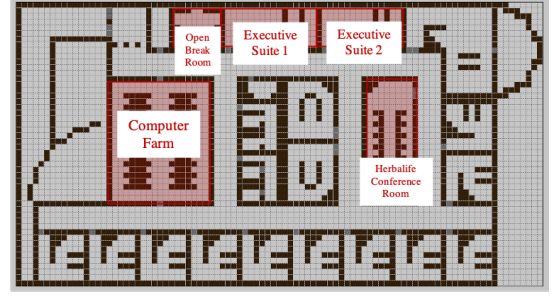 Open
Break
Room
Executive
Suite 1
Executive
Suite 2
Computer
Farm
Herbalife
Conference
Room